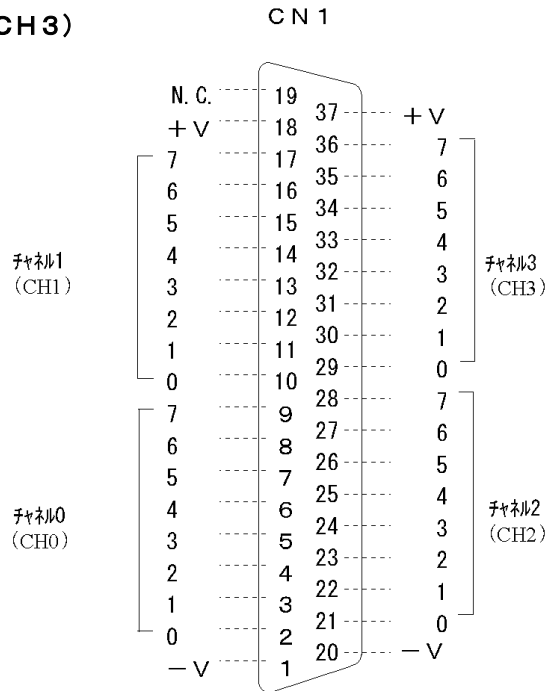 CH3)
CN1
N.C. 19
37 +V
+V 18
36 7
7 17
35 6
6 16
34 5
5 15
33 4
4 14
32 3
3 13
31 2
2 12
30 1
1 11
29 0
0 10
28 7
7 9
27 6
6 8
26 5
5 7
25 4
4 6
24 3
3 5
23 2
2 4
22 1
1 3
21 0
0 2
20 -V
-V 1
チャネル1
(CH1)
チャネル3
(CH3)
チャネル0
(CH0)
チャネル2
(CH2)